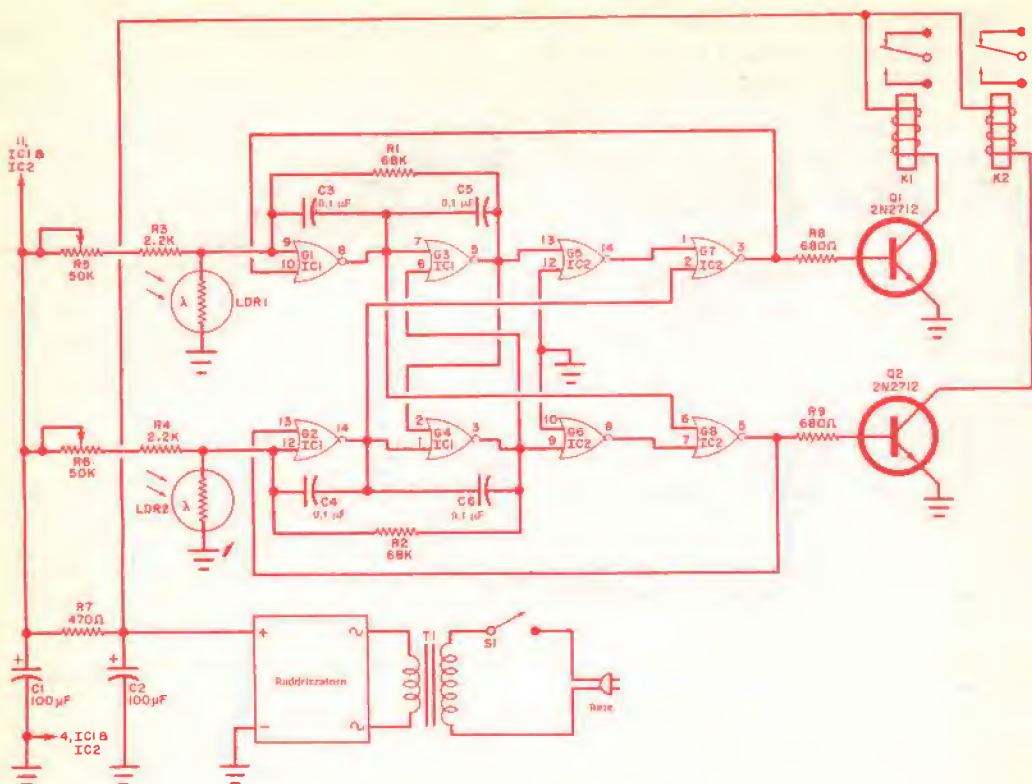 11,
IC1 &
IC2
R5
50K
R3
2.2K
λ
LDR1
R1
68K
C3
0,1 µF
C5
0,1 µF
9
10
G1
IC1
8
7
6
G3
IC1
5
13
12
G5
IC2
14
1
2
G7
IC2
3
R8
680Ω
Q1
2N2712
K1
K2
R6
50K
R4
2.2K
λ
LDR2
13
12
G2
IC1
14
2
1
G4
IC1
3
10
9
G6
IC2
8
6
7
G8
IC2
5
R9
680Ω
Q2
2N2712
C4
0,1 µF
C6
0,1 µF
R2
68K
R7
470Ω
+
C1
100µF
+
C2
100µF
4, IC1 &
IC2
+
-
Raddrizzatore
T1
S1
Rete